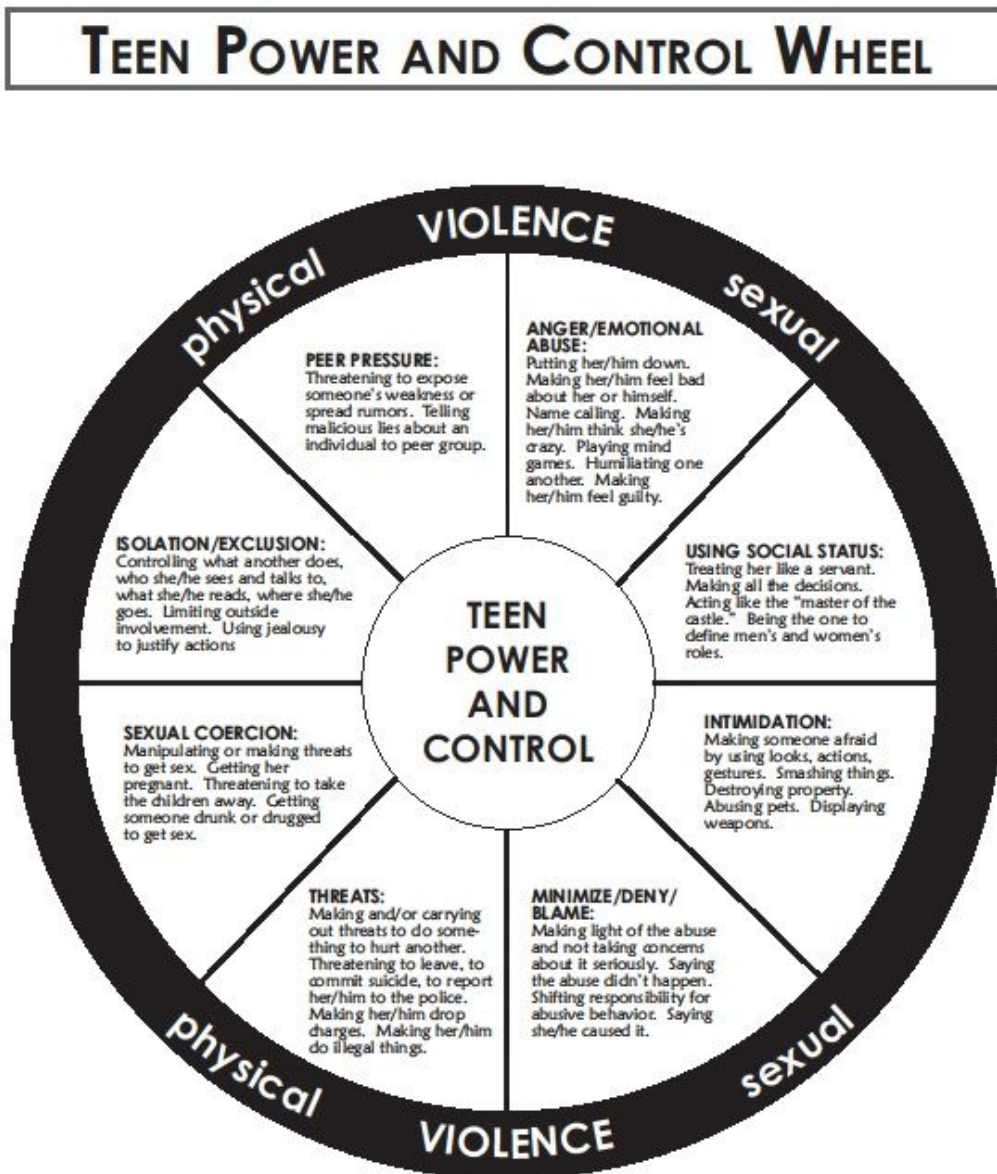 TEEN POWER AND CONTROL WHEEL
physical
VIOLENCE
sexual
PEER PRESSURE:
Threatening to expose
someone's weakness or
spread rumors. Telling
malicious lies about an
individual to peer group.
ANGER/EMOTIONAL
ABUSE:
Putting her/him down.
Making her/him feel bad
about her or himself.
Name calling. Making
her/him think she/he's
crazy. Playing mind
games. Humiliating one
another. Making
her/him feel guilty.
ISOLATION/EXCLUSION:
Controlling what another does,
who she/he sees and talks to,
what she/he reads, where she/he
goes. Limiting outside
involvement. Using jealousy
to justify actions
USING SOCIAL STATUS:
Treating her like a servant.
Making all the decisions.
Acting like the "master of the
castle." Being the one to
define men's and women's
roles.
TEEN
POWER
AND
CONTROL
SEXUAL COERCION:
Manipulating or making threats
to get sex. Getting her
pregnant. Threatening to take
the children away. Getting
someone drunk or drugged
to get sex.
INTIMIDATION:
Making someone afraid
by using looks, actions,
gestures. Smashing things.
Destroying property.
Abusing pets. Displaying
weapons.
THREATS:
Making and/or carrying
out threats to do some-
thing to hurt another.
Threatening to leave, to
commit suicide, to report
her/him to the police.
Making her/him drop
charges. Making her/him
do illegal things.
MINIMIZE/DENY/
BLAME:
Making light of the abuse
and not taking concerns
about it seriously. Saying
the abuse didn't happen.
Shifting responsibility for
abusive behavior. Saying
she/he caused it.
physical
VIOLENCE
sexual